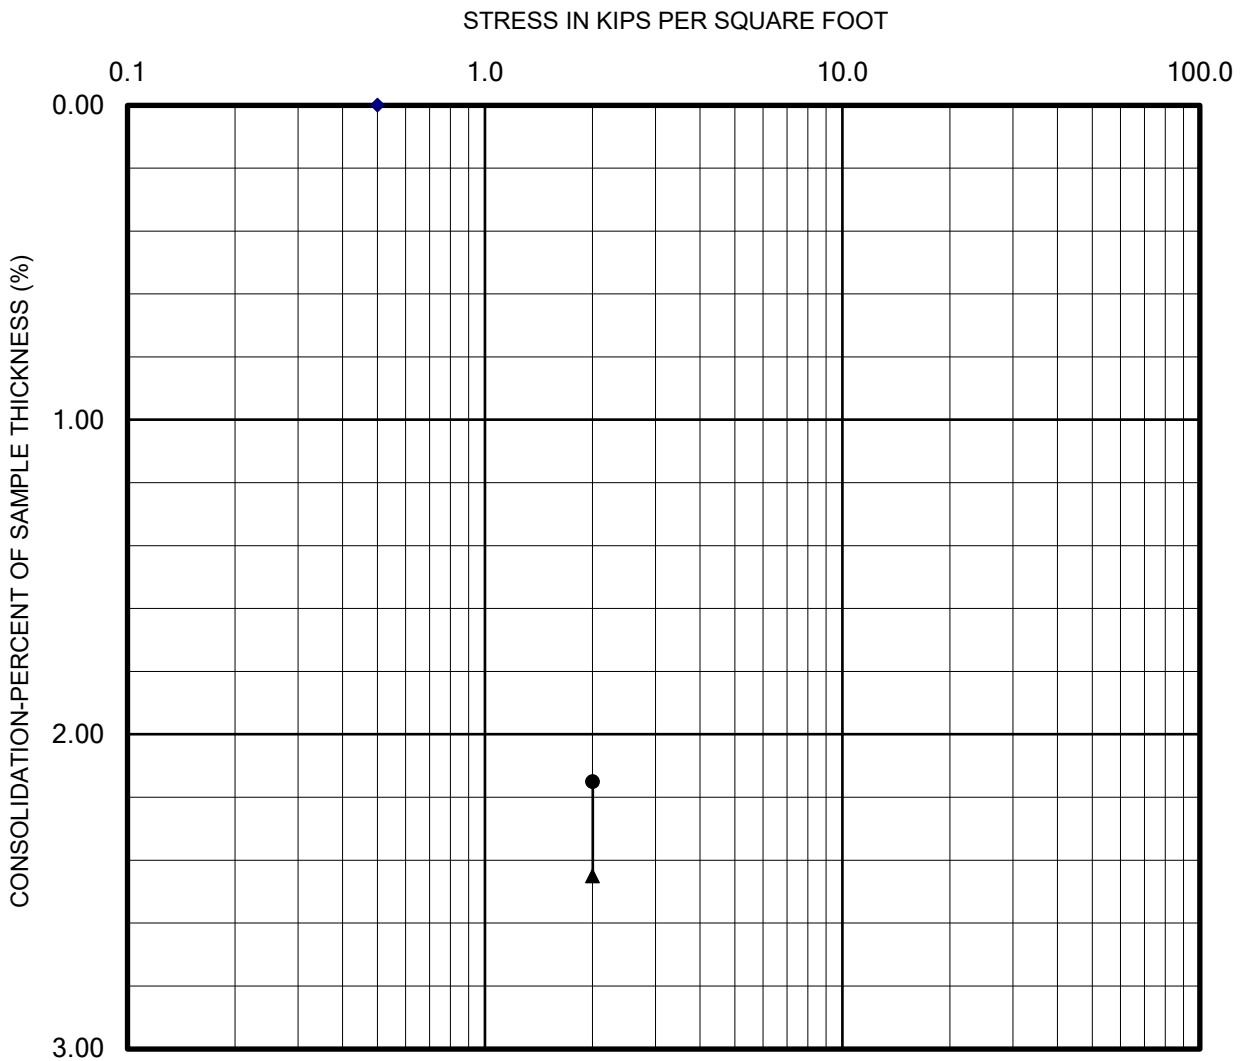 STRESS IN KIPS PER SQUARE FOOT
0.1 1.0 10.0 100.0
0.00
1.00
2.00
3.00
CONSOLIDATION-PERCENT OF SAMPLE THICKNESS (%)